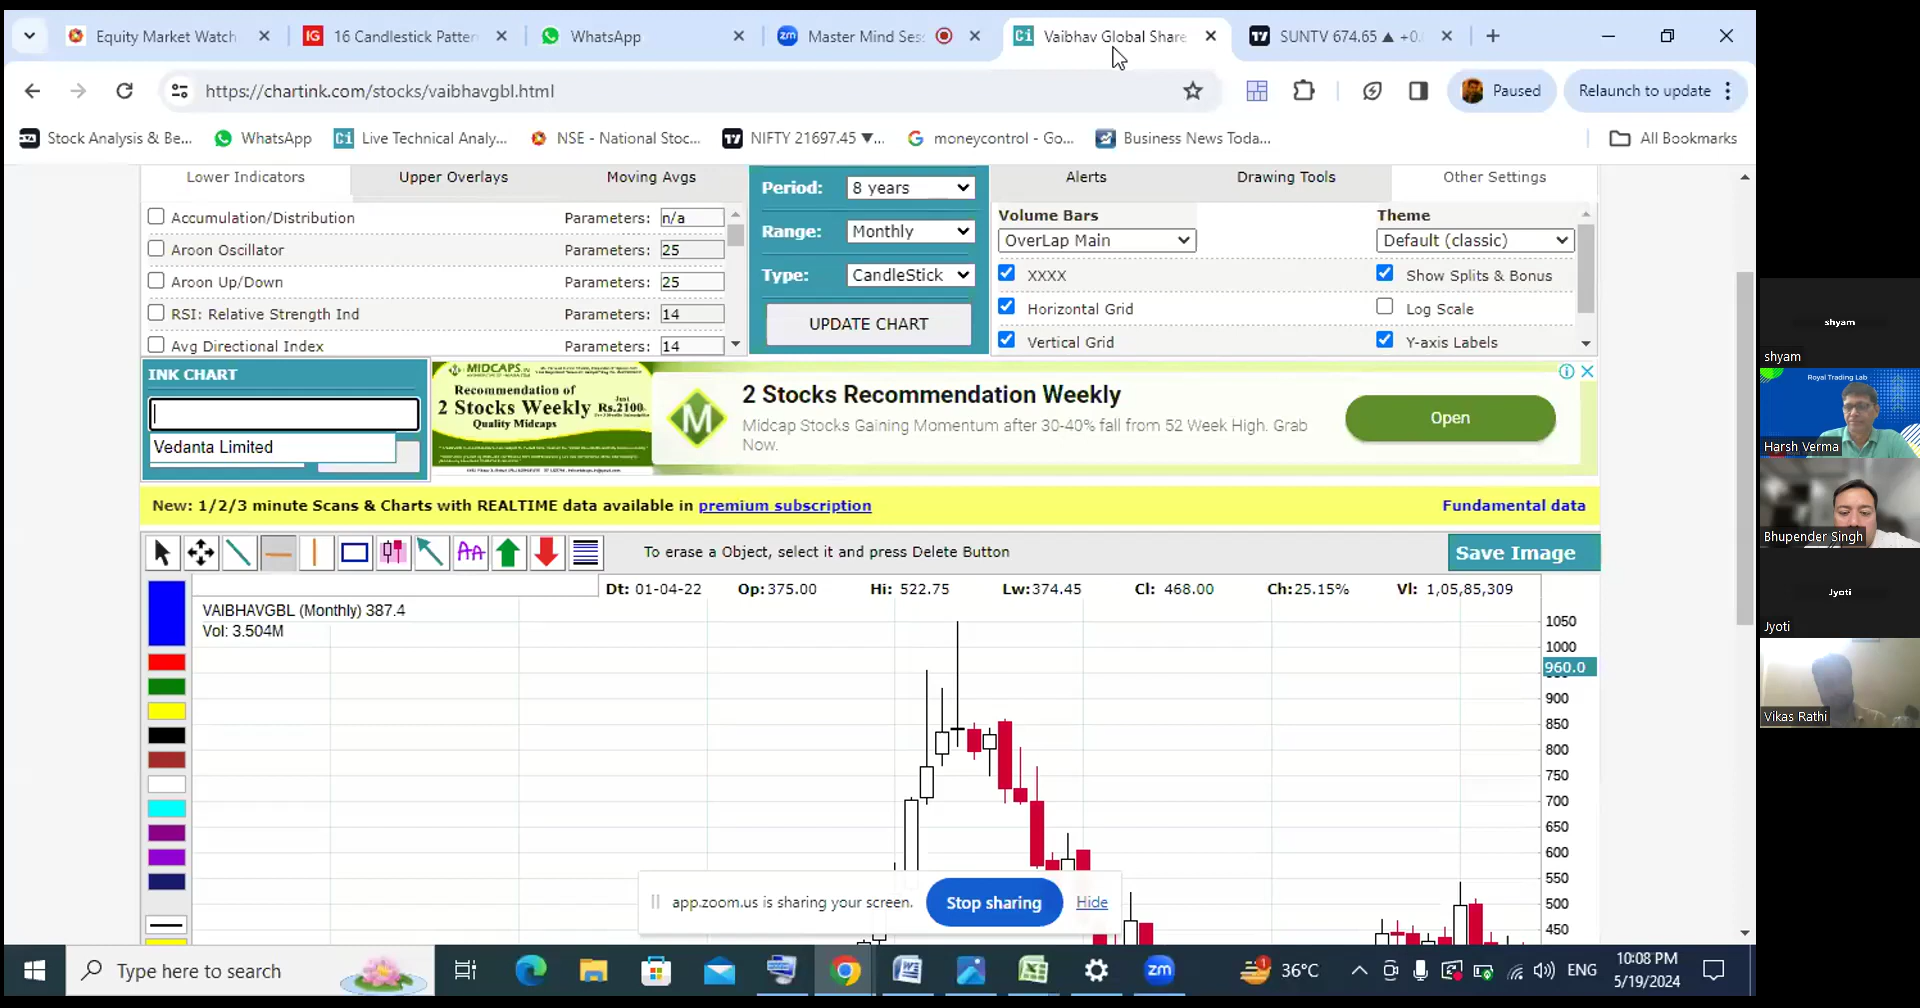 Equity Market Watch
16 Candlestick Patter
WhatsApp
Master Mind Ses
Vaibhav Global Share
SUNTV 674.65 ▲ +0.
https://chartink.com/stocks/vaibhavgbl.html
Paused
Relaunch to update
Stock Analysis & Be...
WhatsApp
Live Technical Analy...
NSE - National Stoc...
NIFTY 21697.45 ▼...
moneycontrol - Go...
Business News Toda...
All Bookmarks
Lower Indicators
Upper Overlays
Moving Avgs
Accumulation/Distribution Parameters: n/a
Aroon Oscillator Parameters: 25
Aroon Up/Down Parameters: 25
RSI: Relative Strength Ind Parameters: 14
Avg Directional Index Parameters: 14
Period: 8 years
Range: Monthly
Type: CandleStick
UPDATE CHART
Alerts
Drawing Tools
Other Settings
Volume Bars
OverLap Main
XXXX
Horizontal Grid
Vertical Grid
Theme
Default (classic)
Show Splits & Bonus
Log Scale
Y-axis Labels
INK CHART
Vedanta Limited
MIDCAPS.IN
Recommendation of
2 Stocks Weekly
Just
Rs.2100
Quality Midcaps
M
2 Stocks Recommendation Weekly
Midcap Stocks Gaining Momentum after 30-40% fall from 52 Week High. Grab
Now.
Open
New: 1/2/3 minute Scans & Charts with REALTIME data available in premium subscription
Fundamental data
AA
To erase a Object, select it and press Delete Button
Save Image
Dt: 01-04-22 Op:375.00 Hi: 522.75 Lw:374.45 Cl: 468.00 Ch:25.15% Vl: 1,05,85,309
VAIBHAVGBL (Monthly) 387.4
Vol: 3.504M
1050
1000
960.0
900
850
800
750
700
650
600
550
500
450
app.zoom.us is sharing your screen.
Stop sharing
Hide
Type here to search
36°C
ENG
10:08 PM
5/19/2024
shyam
shyam
Royal Trading Lab
Harsh Verma
Bhupender Singh
Jyoti
Jyoti
Vikas Rathi